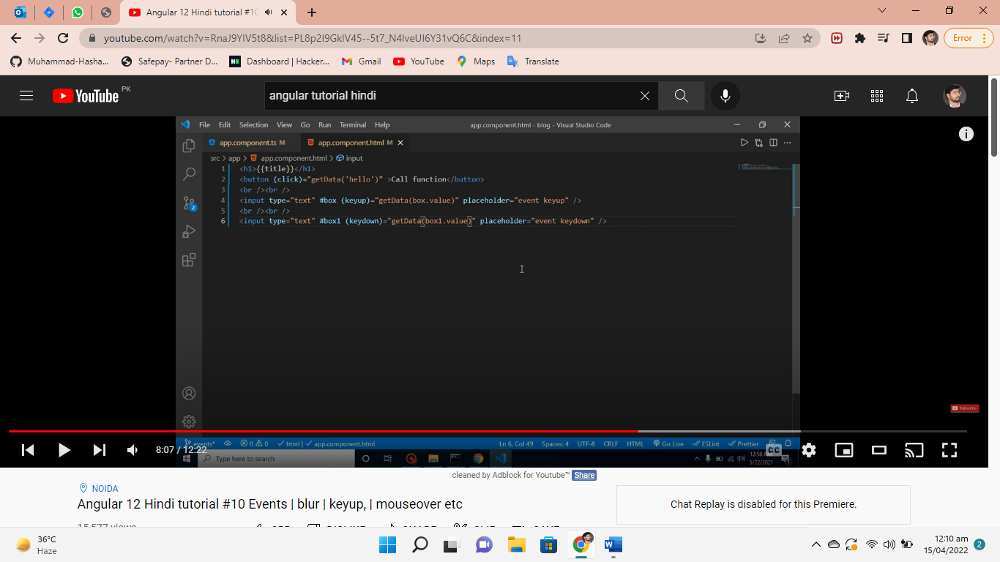 Angular 12 Hindi tutorial #10
youtube.com/watch?v=RnaJ9YIV5t8&list=PL8p2I9GklV45--5t7_N4lveUI6Y31vQ6C&index=11
Error
Muhammad-Hasha...
Safepay- Partner D...
Dashboard | Hacker...
Gmail
YouTube
Maps
Translate
YouTube PK
angular tutorial hindi
File Edit Selection View Go Run Terminal Help
app.component.html - blog - Visual Studio Code
app.component.ts M
app.component.html M
src > app > app.component.html > input
1 <h1>{{title}}</h1>
2 <button (click)="getData('hello')" >Call function</button>
3 <br /><br />
4 <input type="text" #box (keyup)="getData(box.value)" placeholder="event keyup" />
5 <br /><br />
6 <input type="text" #box1 (keydown)="getData(box1.value)" placeholder="event keydown" />
2
Subscribe
events* 0 0 html | app.component.html Ln 6, Col 49 Spaces: 4 UTF-8 CRLF HTML Go Live ESLint Prettier
8:07 / 12:22
CC
Type here to search
12:58
5/22/2021
cleaned by Adblock for Youtube™ Share
NOIDA
Angular 12 Hindi tutorial #10 Events | blur | keyup, | mouseover etc
Chat Replay is disabled for this Premiere.
15,577 views
DISLIKE SHARE CLIP SAVE
36°C
Haze
12:10 am
15/04/2022
2